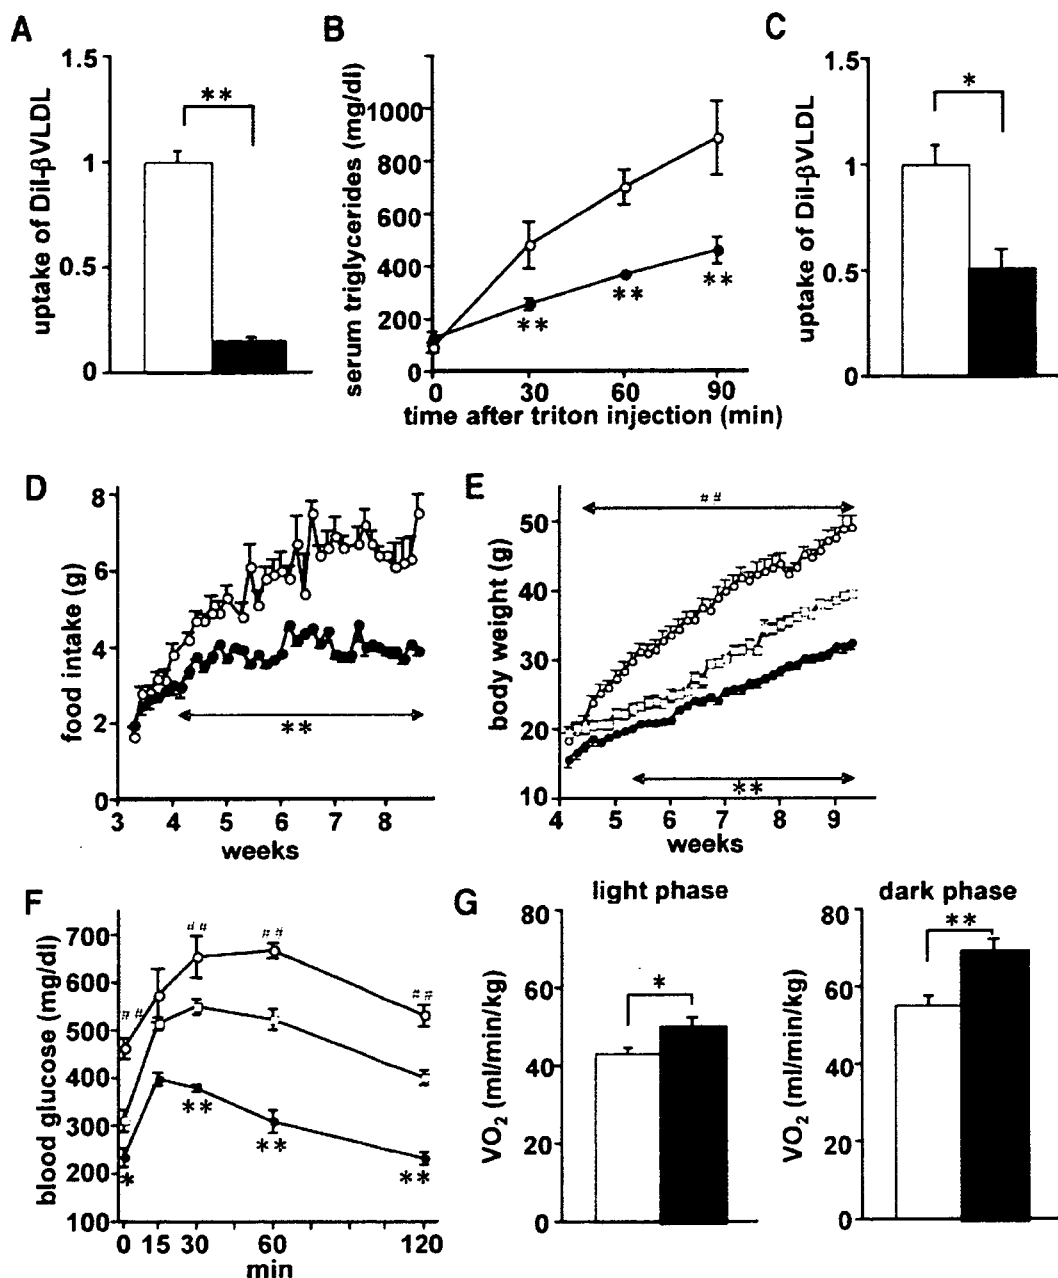 A
uptake of DiI-βVLDL
1.5
1
0.5
0
**
B
serum triglycerides (mg/dl)
1000
800
600
400
200
0
**
**
**
0 30 60 90
time after triton injection (min)
C
uptake of DiI-βVLDL
1.5
1
0.5
0
*
D
food intake (g)
8
6
4
2
0
**
3 4 5 6 7 8
weeks
E
body weight (g)
50
40
30
20
10
##
**
4 5 6 7 8 9
weeks
F
blood glucose (mg/dl)
700
600
500
400
300
200
100
##
##
##
##
*
**
**
**
0 15 30 60 120
min
G
light phase
VO2 (ml/min/kg)
80
60
40
20
0
*
dark phase
VO2 (ml/min/kg)
80
60
40
20
0
**